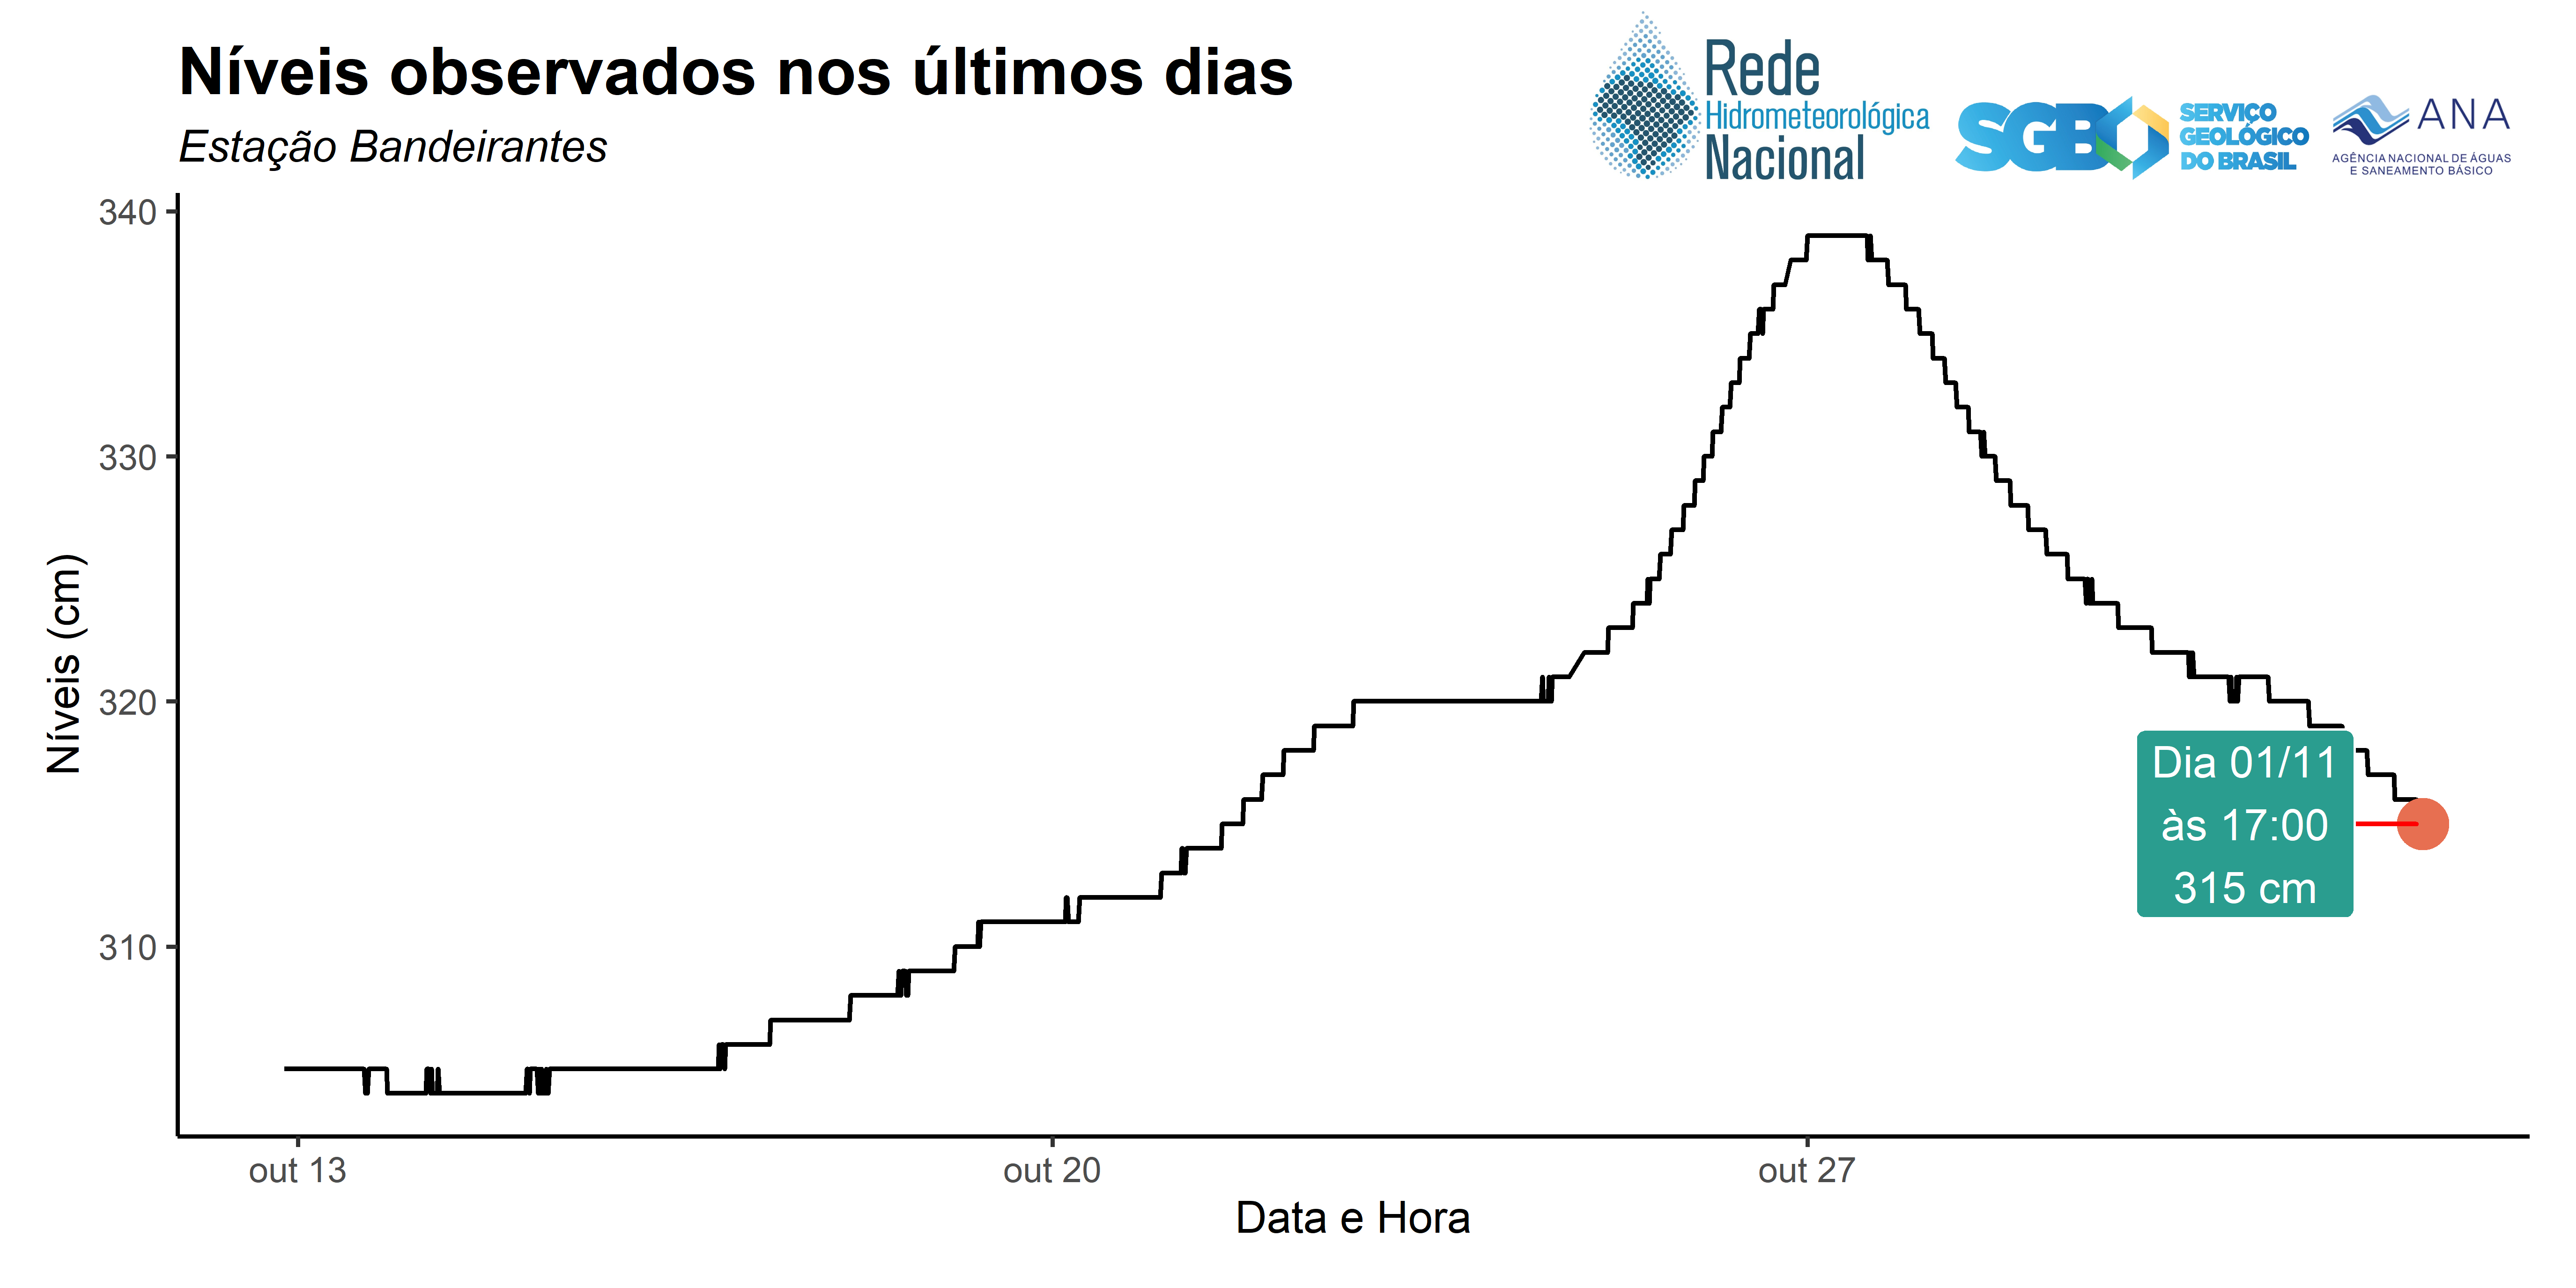 Níveis observados nos últimos dias
Estação Bandeirantes
Rede
Hidrometeorológica
Nacional
SGB
SERVIÇO
GEOLÓGICO
DO BRASIL
ANA
AGÊNCIA NACIONAL DE ÁGUAS
E SANEAMENTO BÁSICO
340
330
320
310
Níveis (cm)
Dia 01/11
às 17:00
315 cm
out 13
out 20
out 27
Data e Hora